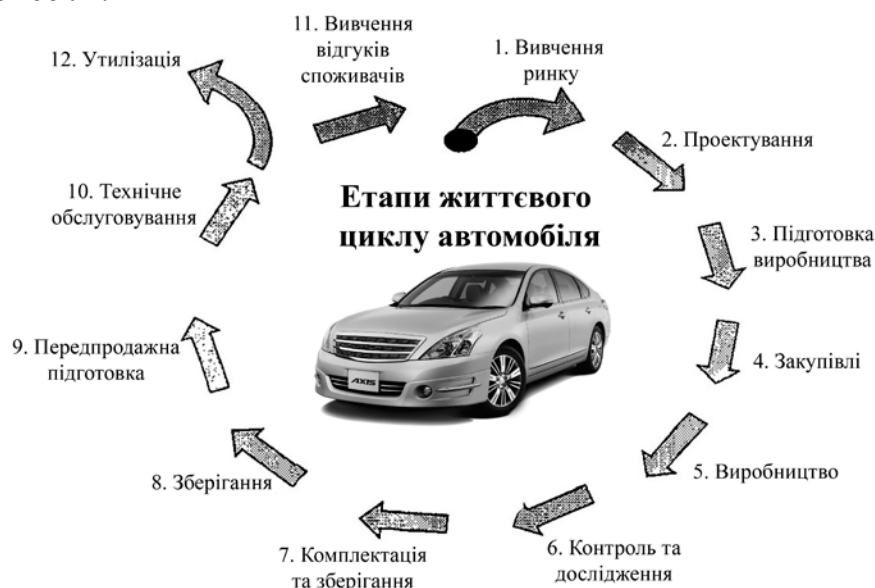 11. Вивчення
відгуків
споживачів
1. Вивчення
ринку
12. Утилізація
2. Проектування
10. Технічне
обслуговування
Етапи життєвого
циклу автомобіля
3. Підготовка
виробництва
9. Передпродажна
підготовка
4. Закупівлі
AXIS
8. Зберігання
5. Виробництво
7. Комплектація
та зберігання
6. Контроль та
дослідження